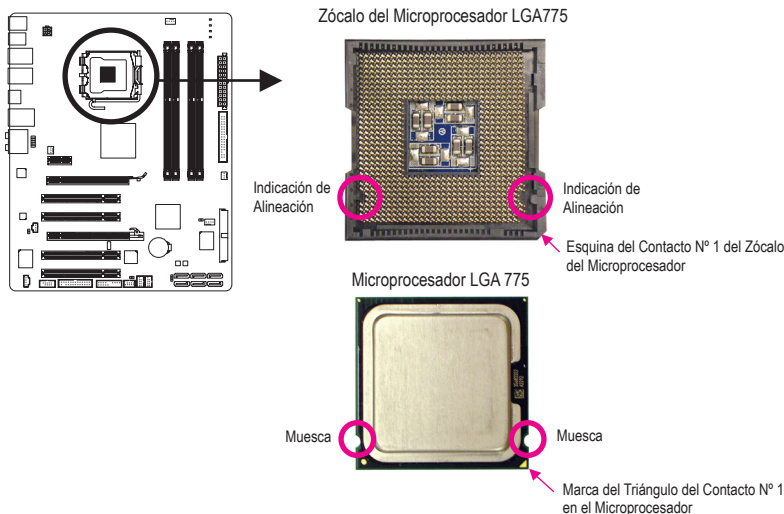 Zócalo del Microprocesador LGA775
Indicación de
Alineación
Indicación de
Alineación
Esquina del Contacto Nº 1 del Zócalo
del Microprocesador
Microprocesador LGA 775
Muesca
Muesca
Marca del Triángulo del Contacto Nº 1
en el Microprocesador